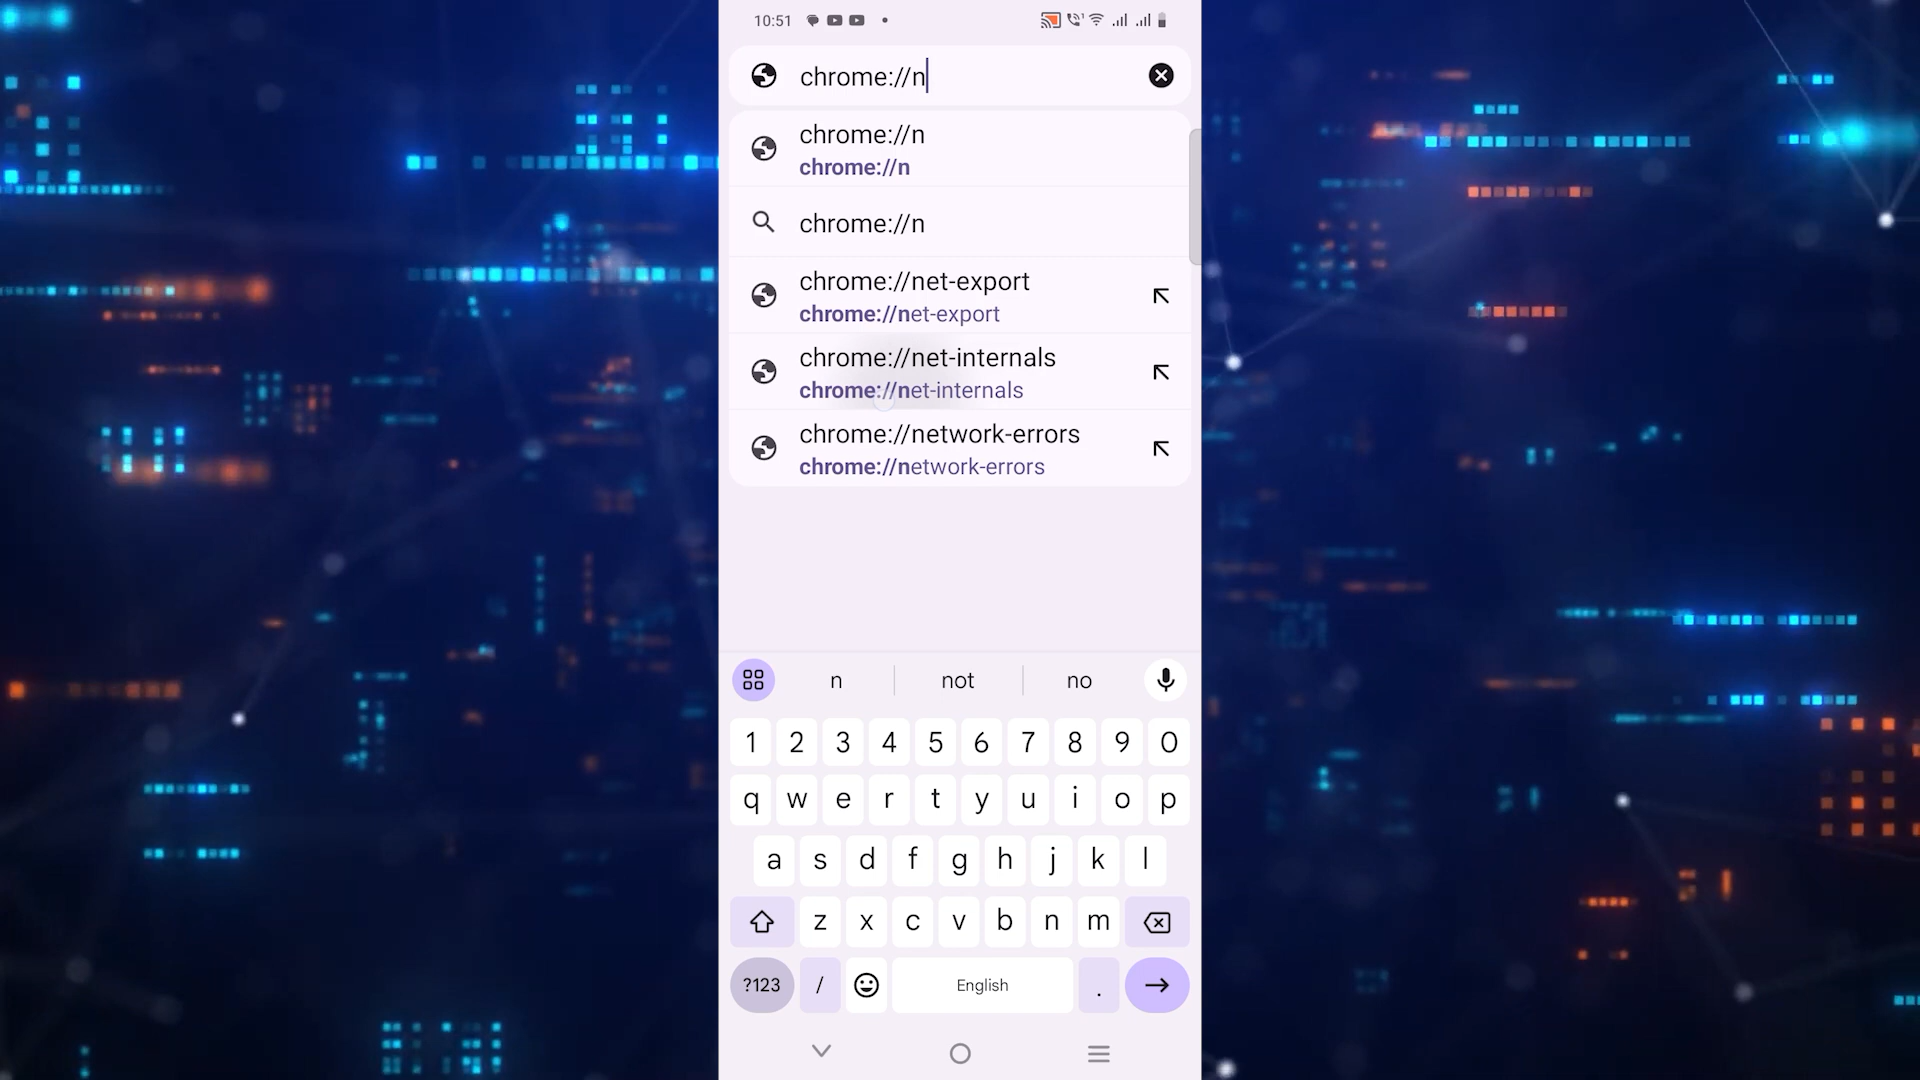 10:51
chrome://n
chrome://n
chrome://n
chrome://n
chrome://net-export
chrome://net-export
chrome://net-internals
chrome://net-internals
chrome://network-errors
chrome://network-errors
n not no
1 2 3 4 5 6 7 8 9 0
q w e r t y u i o p
a s d f g h j k l
z x c v b n m
?123 / English .